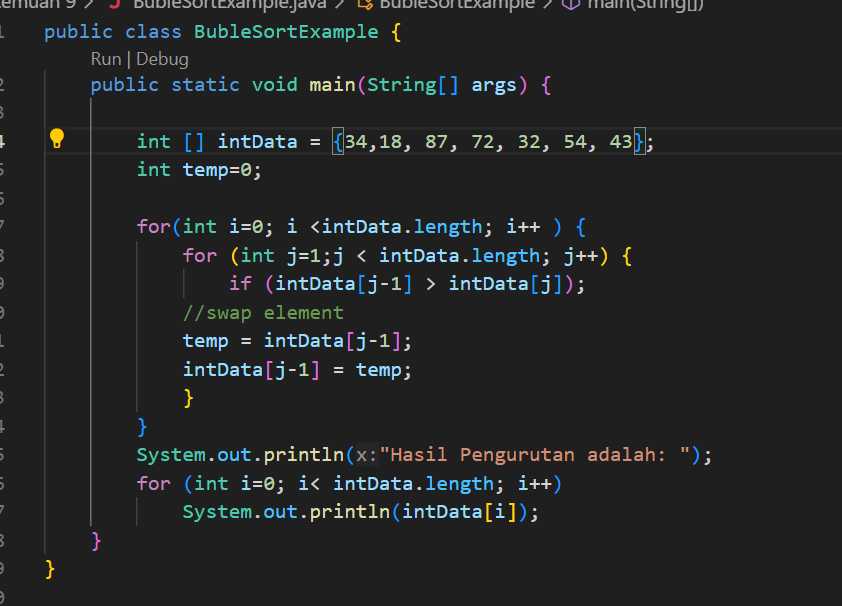 9 > J BubleSortExample.java > BubleSortExample > main(String[])
public class BubleSortExample {
Run | Debug
public static void main(String[] args) {
int [] intData = {34,18, 87, 72, 32, 54, 43};
int temp=0;
for(int i=0; i <intData.length; i++ ) {
for (int j=1;j < intData.length; j++) {
if (intData[j-1] > intData[j]);
//swap element
temp = intData[j-1];
intData[j-1] = temp;
}
}
System.out.println(x:"Hasil Pengurutan adalah: ");
for (int i=0; i< intData.length; i++)
System.out.println(intData[i]);
}
}